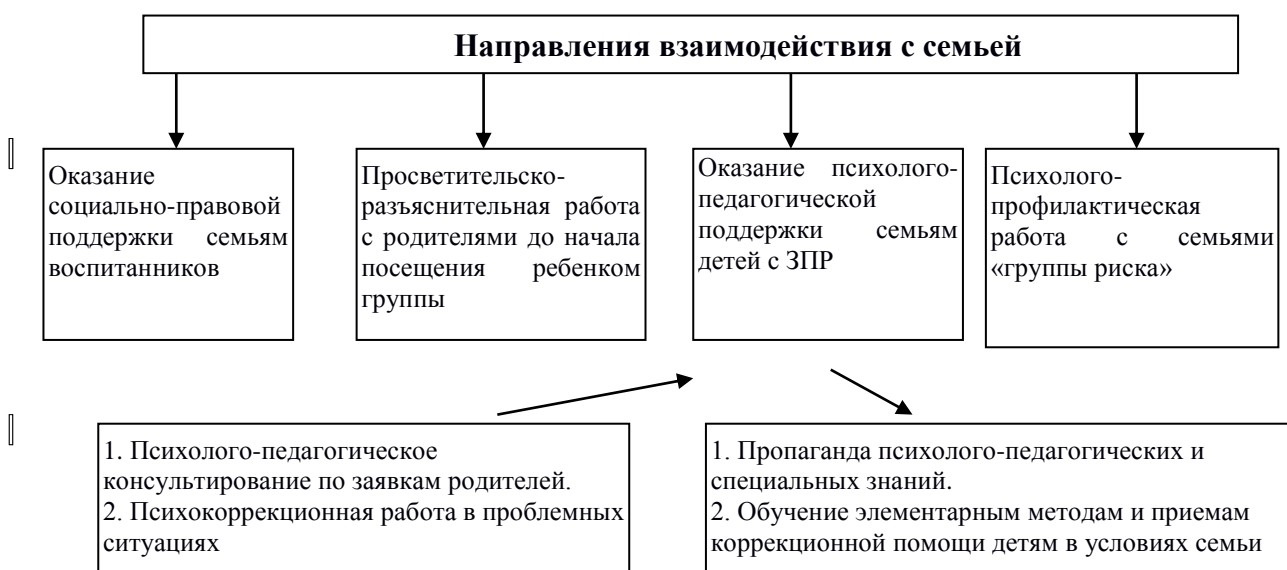 Направления взаимодействия с семьей
Оказание
социально-правовой
поддержки семьям
воспитанников
Просветительско-
разъяснительная работа
с родителями до начала
посещения ребенком
группы
Оказание психолого-
педагогической
поддержки семьям
детей с ЗПР
Психолого-
профилактическая
работа с семьями
«группы риска»
1. Психолого-педагогическое
консультирование по заявкам родителей.
2. Психокоррекционная работа в проблемных
ситуациях
1. Пропаганда психолого-педагогических и
специальных знаний.
2. Обучение элементарным методам и приемам
коррекционной помощи детям в условиях семьи